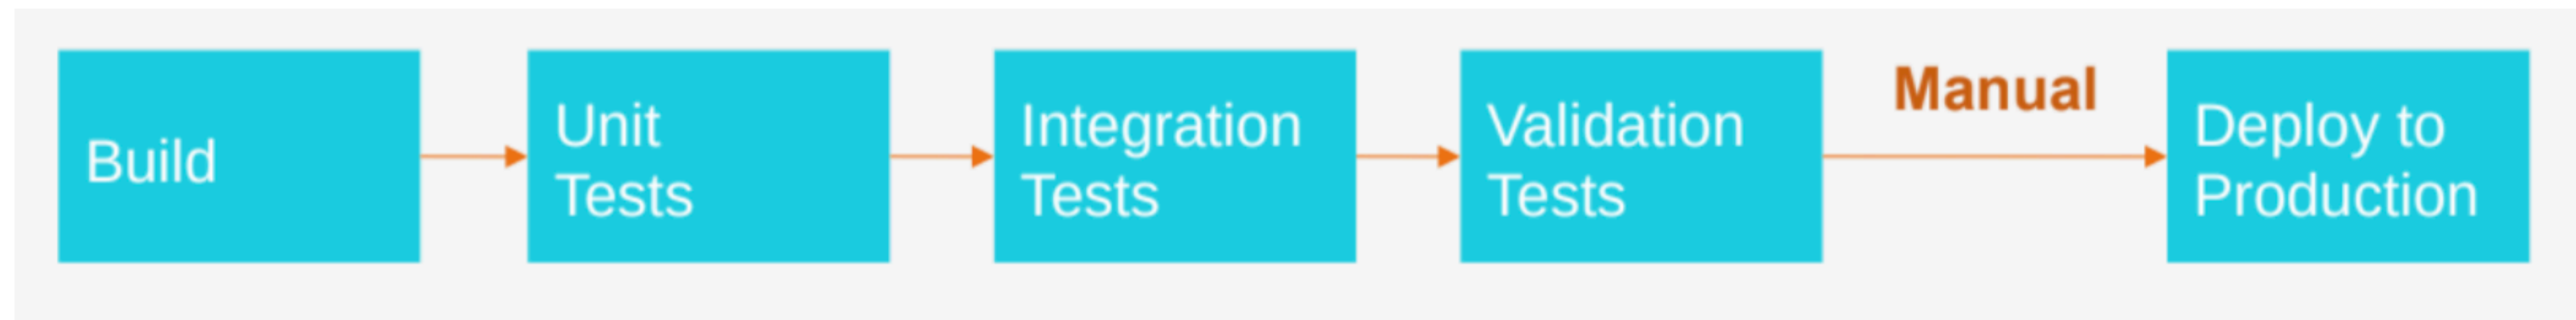 Build
Unit
Tests
Integration
Tests
Validation
Tests
Manual
Deploy to
Production